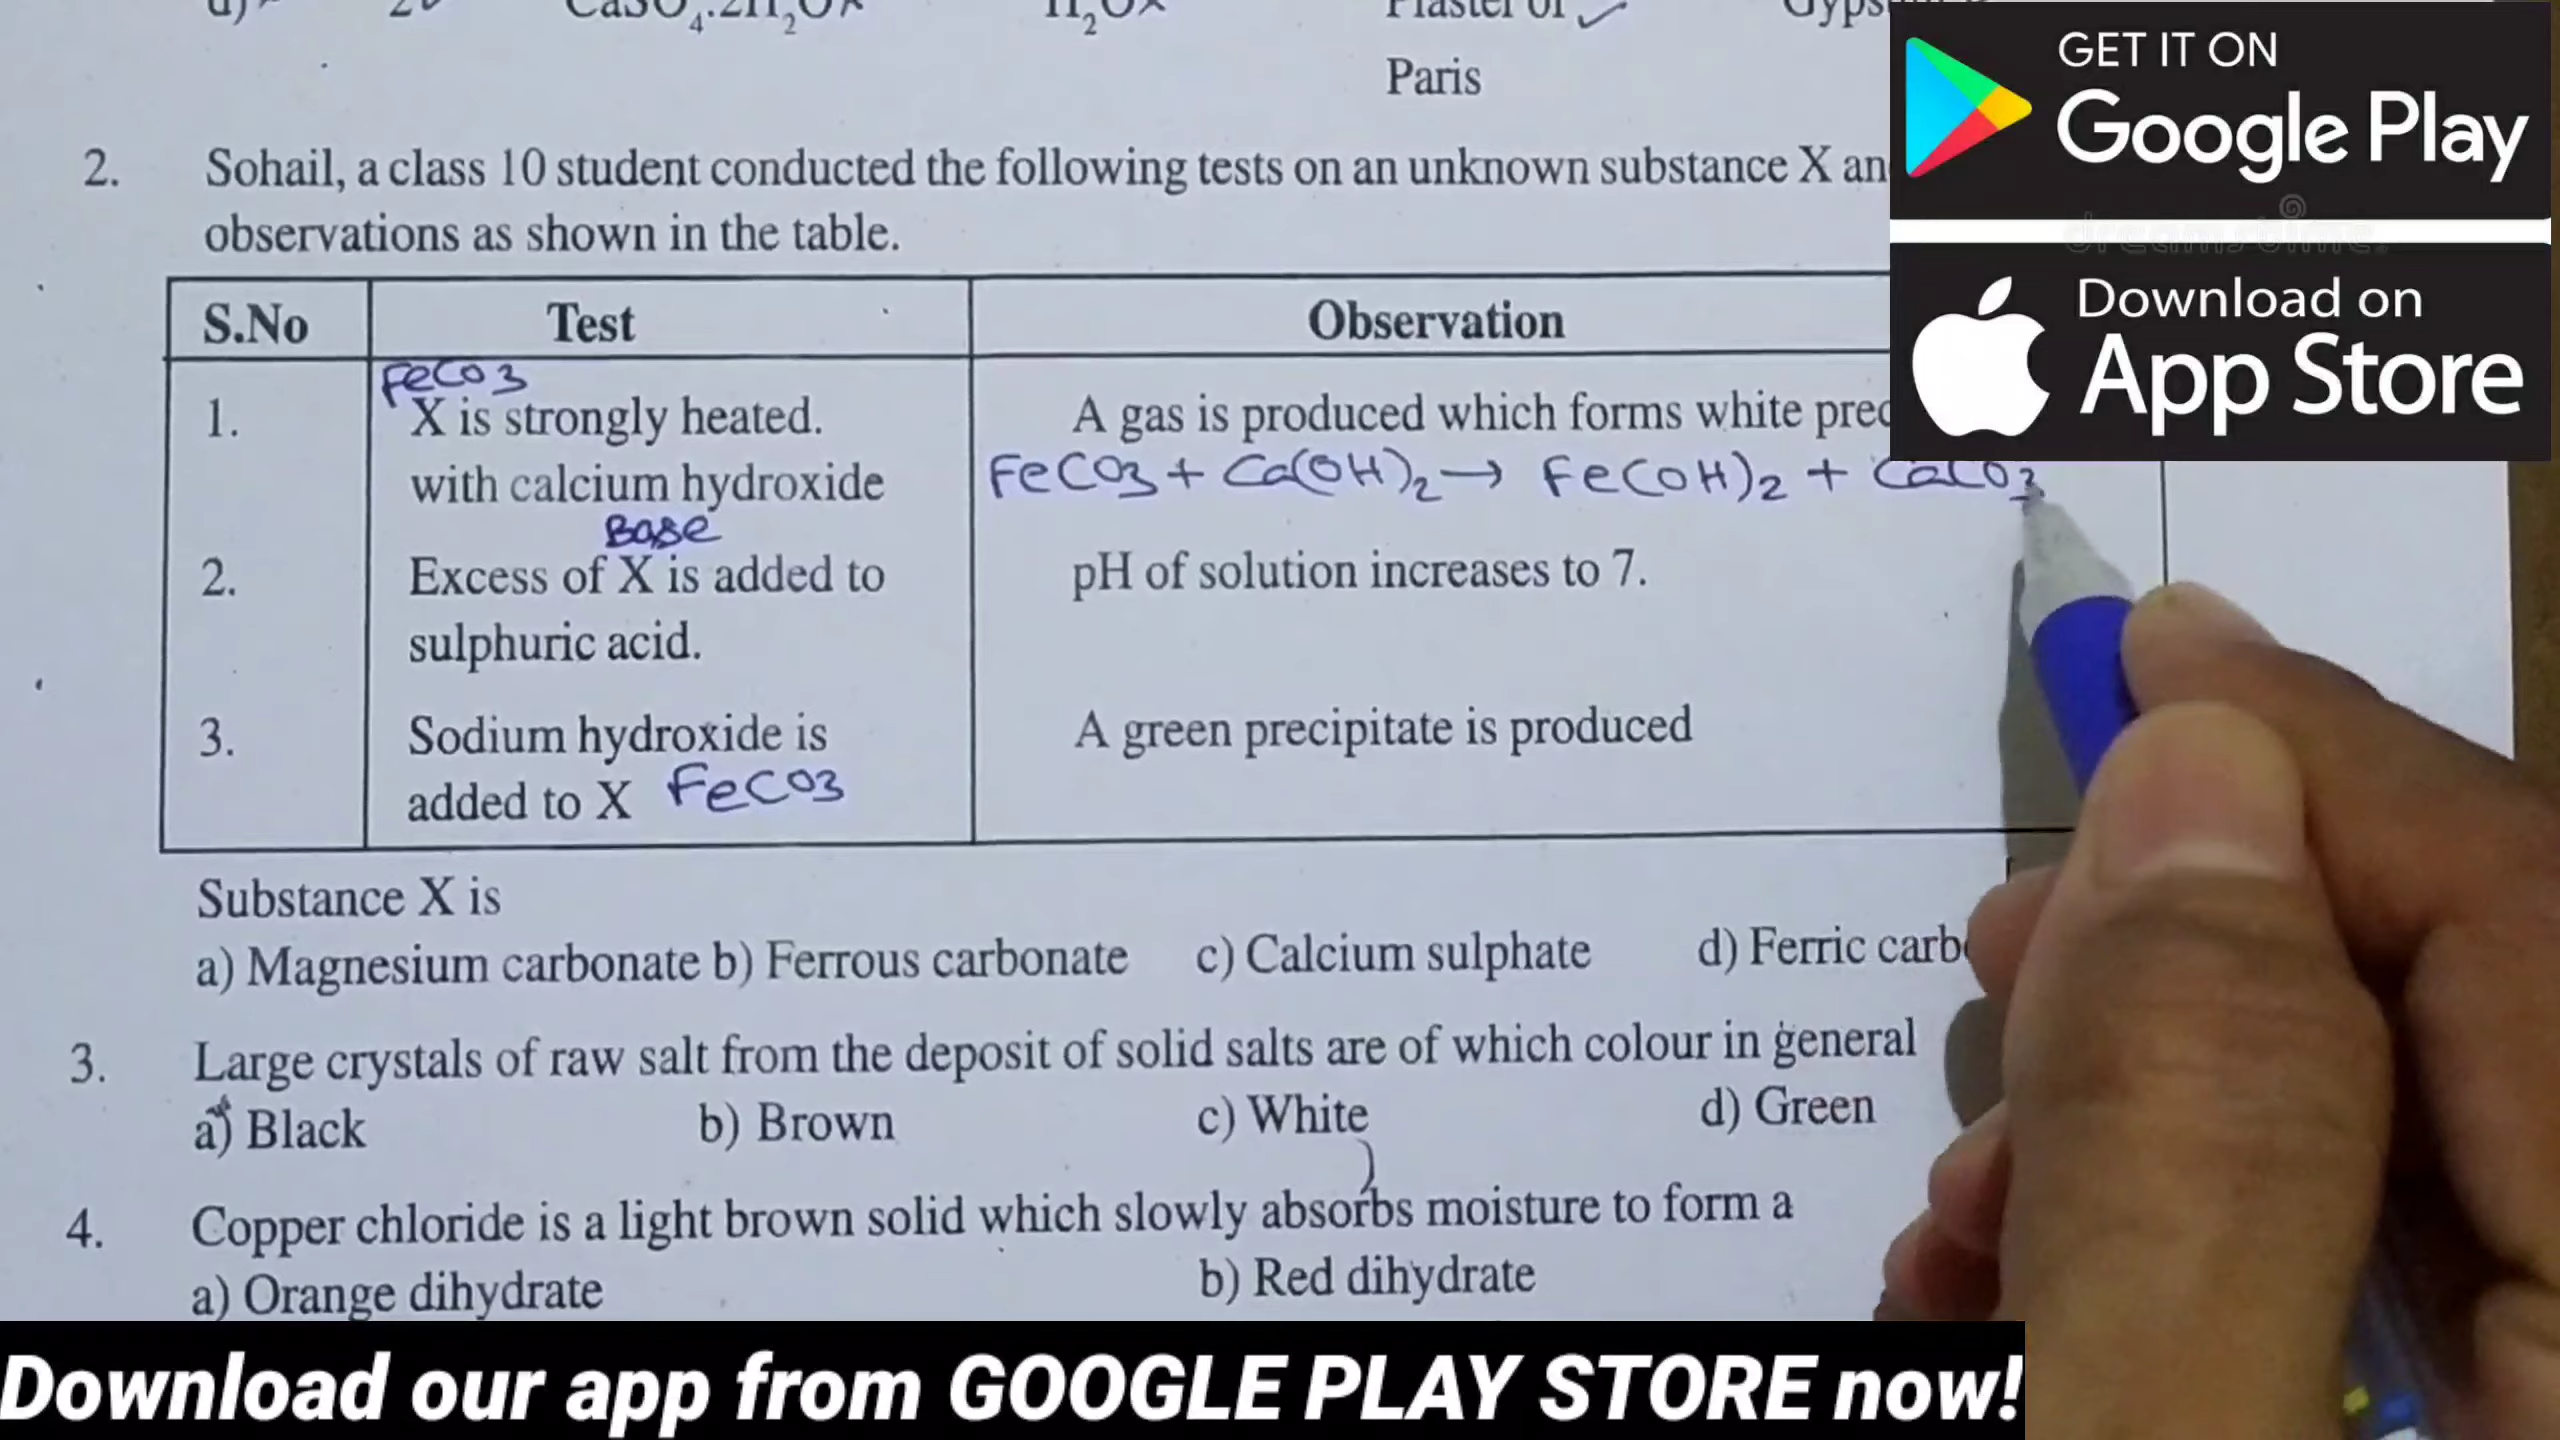 d)
CaSO4.2H2O×
H2O×
Plaster of
Paris
GET IT ON
Google Play
dreamstime.
2. Sohail, a class 10 student conducted the following tests on an unknown substance X
observations as shown in the table.
Download on
App Store
S.No Test Observation
FeCO3
1. X is strongly heated. A gas is produced which forms white
with calcium hydroxide FeCO3 + Ca(OH)2 → Fe(OH)2 + CaCO3
Base
2. Excess of X is added to pH of solution increases to 7.
sulphuric acid.
3. Sodium hydroxide is A green precipitate is produced
added to X FeCO3
Substance X is
a) Magnesium carbonate b) Ferrous carbonate c) Calcium sulphate d) Ferric
3. Large crystals of raw salt from the deposit of solid salts are of which colour in general
a) Black b) Brown c) White d) Green
4. Copper chloride is a light brown solid which slowly absorbs moisture to form a
a) Orange dihydrate b) Red dihydrate
Download our app from GOOGLE PLAY STORE now!